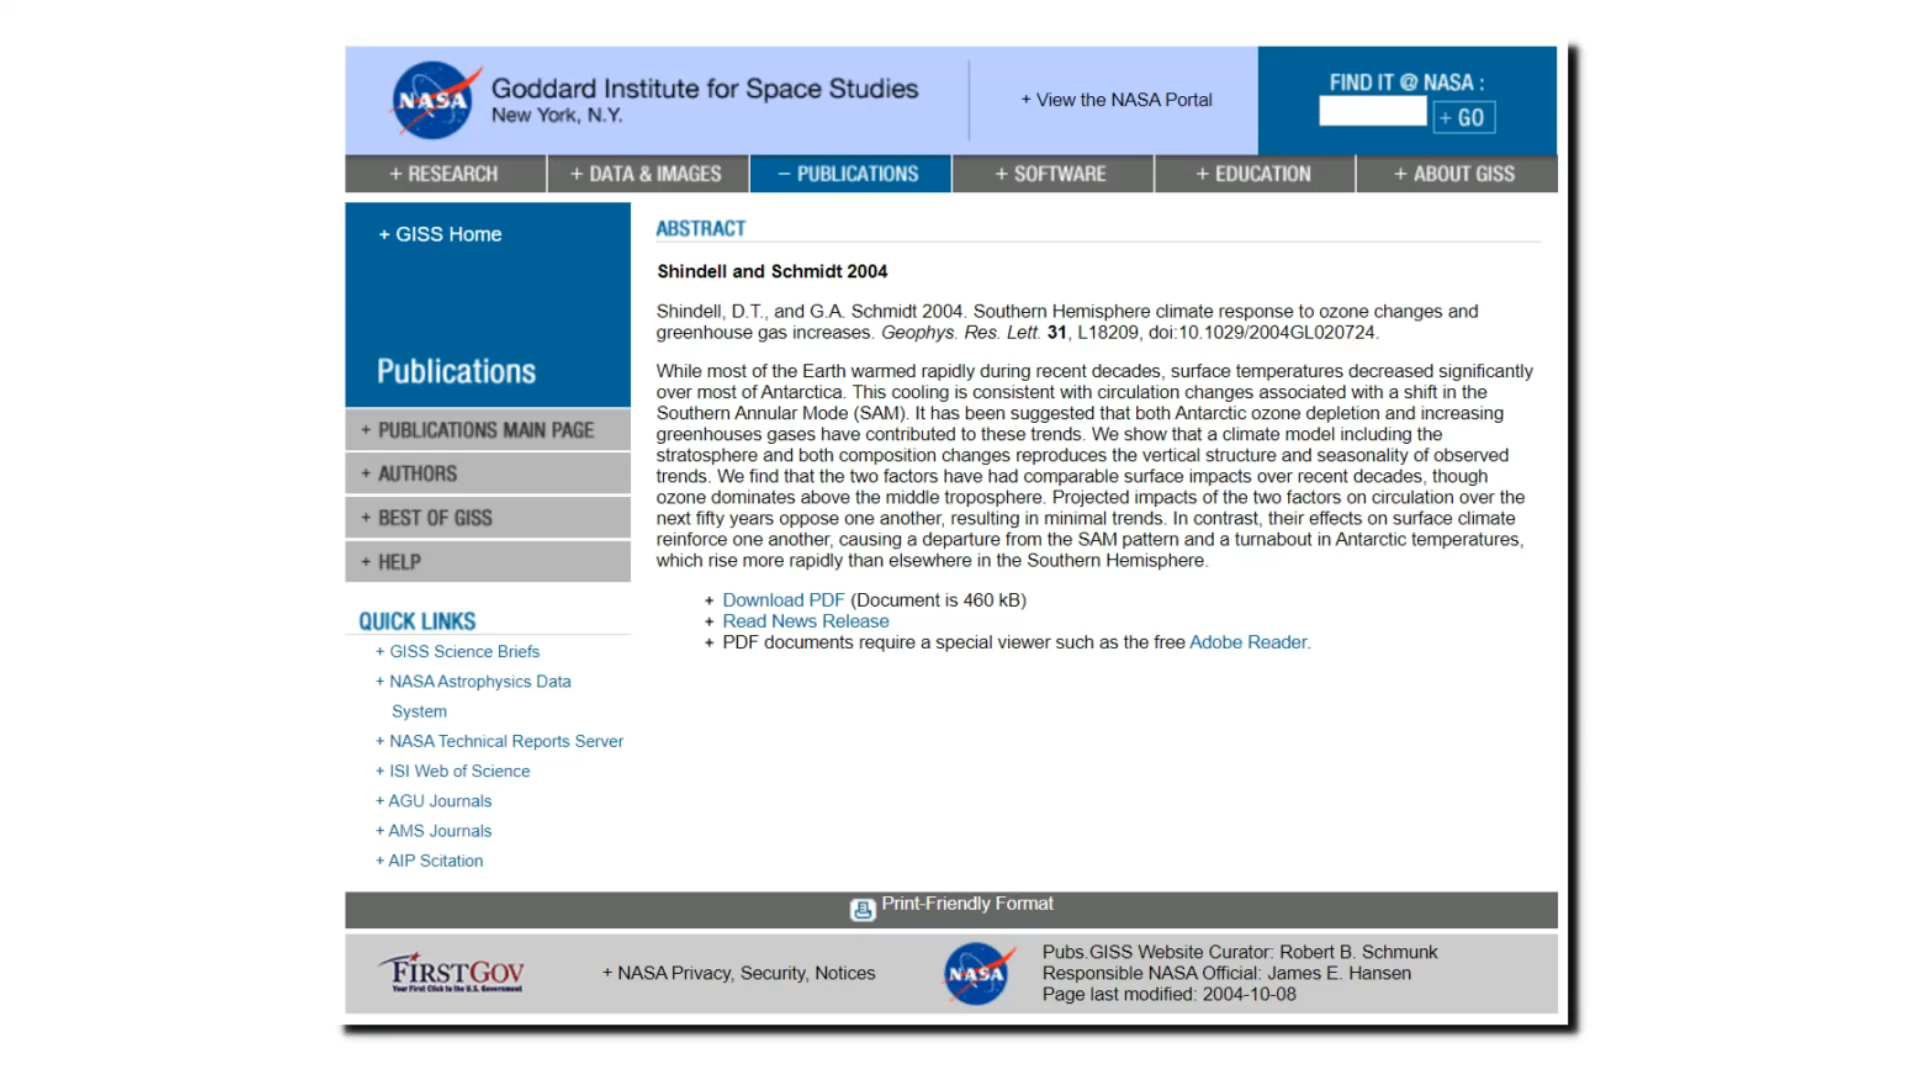 NASA
Goddard Institute for Space Studies
New York, N.Y.
+ View the NASA Portal
FIND IT @ NASA :
+ GO
+ RESEARCH
+ DATA & IMAGES
− PUBLICATIONS
+ SOFTWARE
+ EDUCATION
+ ABOUT GISS
+ GISS Home
Publications
+ PUBLICATIONS MAIN PAGE
+ AUTHORS
+ BEST OF GISS
+ HELP
QUICK LINKS
+ GISS Science Briefs
+ NASA Astrophysics Data
System
+ NASA Technical Reports Server
+ ISI Web of Science
+ AGU Journals
+ AMS Journals
+ AIP Scitation
ABSTRACT
Shindell and Schmidt 2004
Shindell, D.T., and G.A. Schmidt 2004. Southern Hemisphere climate response to ozone changes and
greenhouse gas increases. Geophys. Res. Lett. 31, L18209, doi:10.1029/2004GL020724.
While most of the Earth warmed rapidly during recent decades, surface temperatures decreased significantly
over most of Antarctica. This cooling is consistent with circulation changes associated with a shift in the
Southern Annular Mode (SAM). It has been suggested that both Antarctic ozone depletion and increasing
greenhouses gases have contributed to these trends. We show that a climate model including the
stratosphere and both composition changes reproduces the vertical structure and seasonality of observed
trends. We find that the two factors have had comparable surface impacts over recent decades, though
ozone dominates above the middle troposphere. Projected impacts of the two factors on circulation over the
next fifty years oppose one another, resulting in minimal trends. In contrast, their effects on surface climate
reinforce one another, causing a departure from the SAM pattern and a turnabout in Antarctic temperatures,
which rise more rapidly than elsewhere in the Southern Hemisphere.
+ Download PDF (Document is 460 kB)
+ Read News Release
+ PDF documents require a special viewer such as the free Adobe Reader.
Print-Friendly Format
FIRSTGOV
Your First Click to the U.S. Government
+ NASA Privacy, Security, Notices
NASA
Pubs.GISS Website Curator: Robert B. Schmunk
Responsible NASA Official: James E. Hansen
Page last modified: 2004-10-08